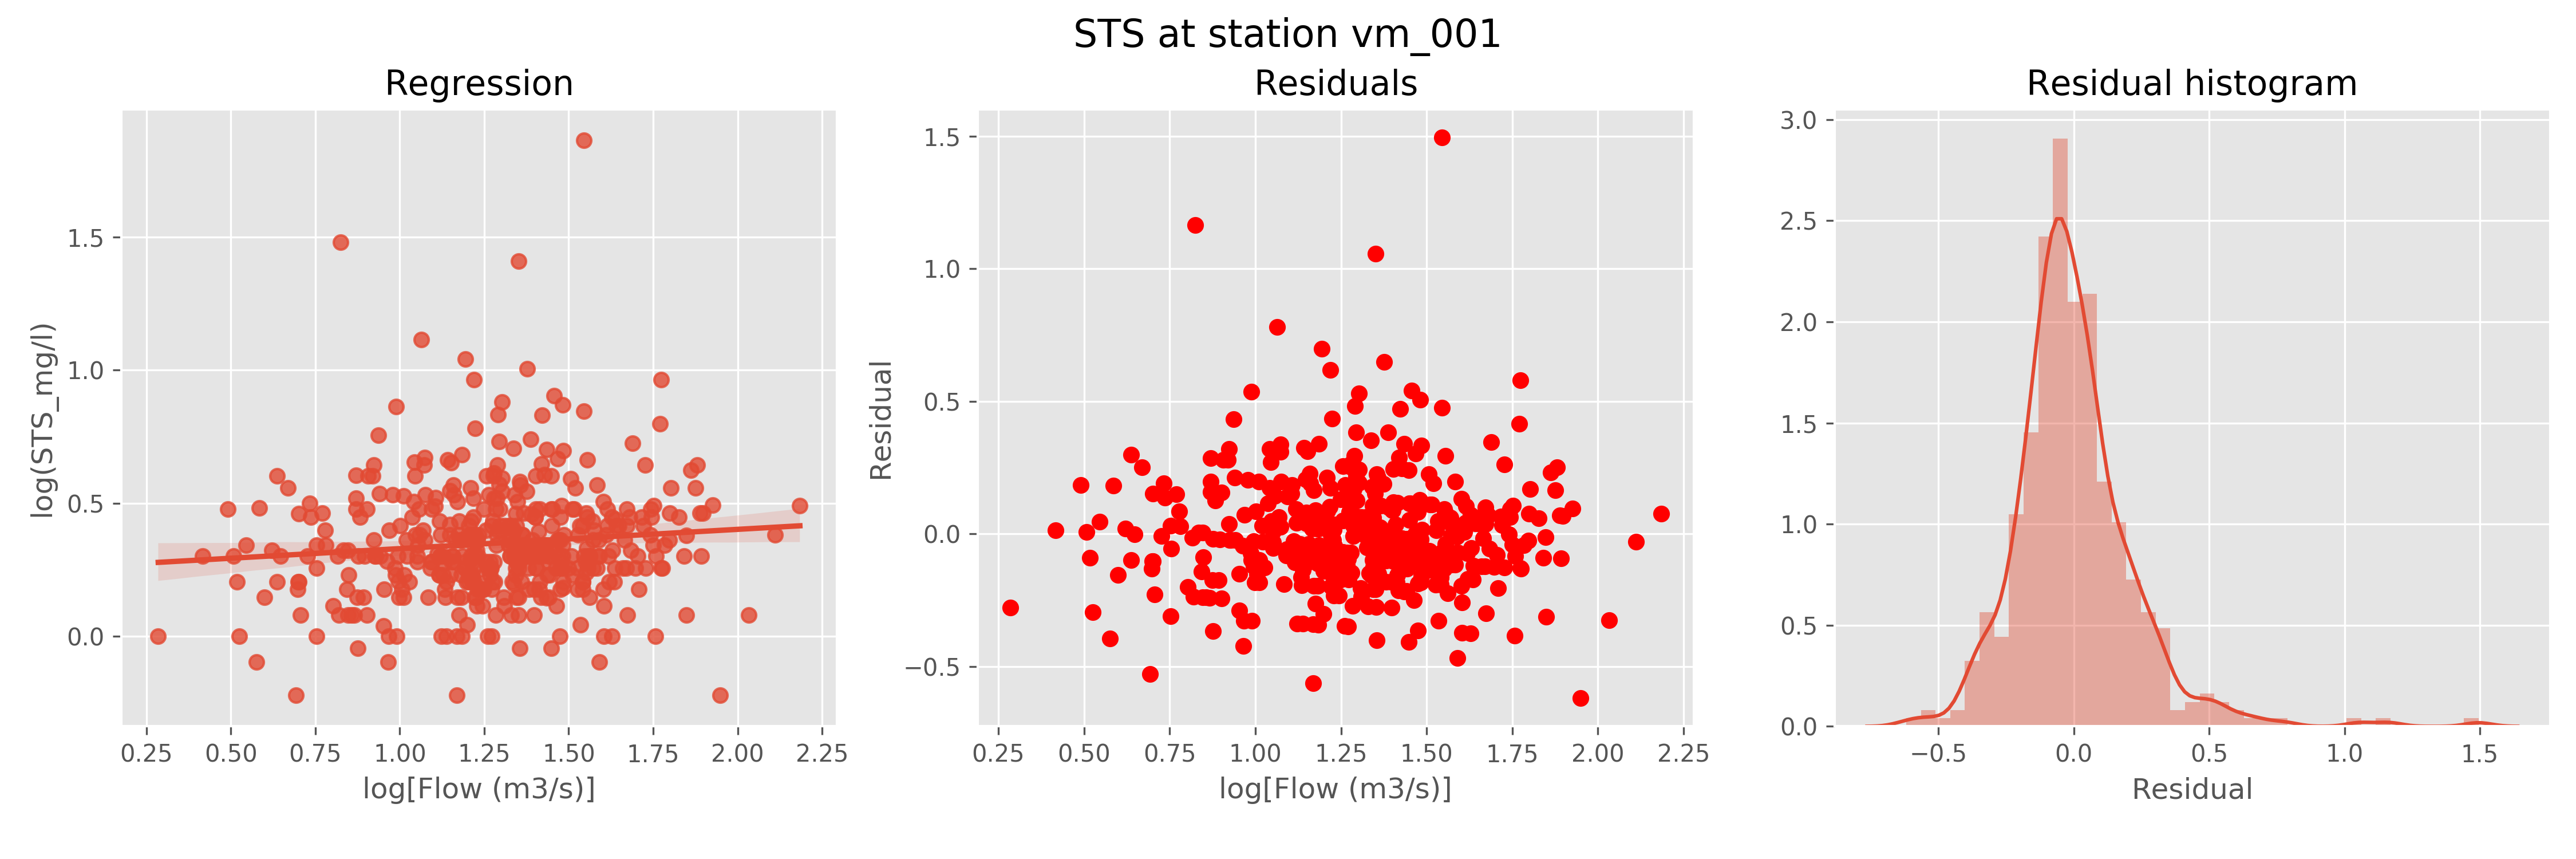 STS at station vm_001
Regression
Residuals
Residual histogram
log(STS_mg/l)
1.5
1.0
0.5
0.0
0.25 0.50 0.75 1.00 1.25 1.50 1.75 2.00 2.25
log[Flow (m3/s)]
Residual
1.5
1.0
0.5
0.0
−0.5
0.25 0.50 0.75 1.00 1.25 1.50 1.75 2.00 2.25
log[Flow (m3/s)]
3.0
2.5
2.0
1.5
1.0
0.5
0.0
−0.5 0.0 0.5 1.0 1.5
Residual